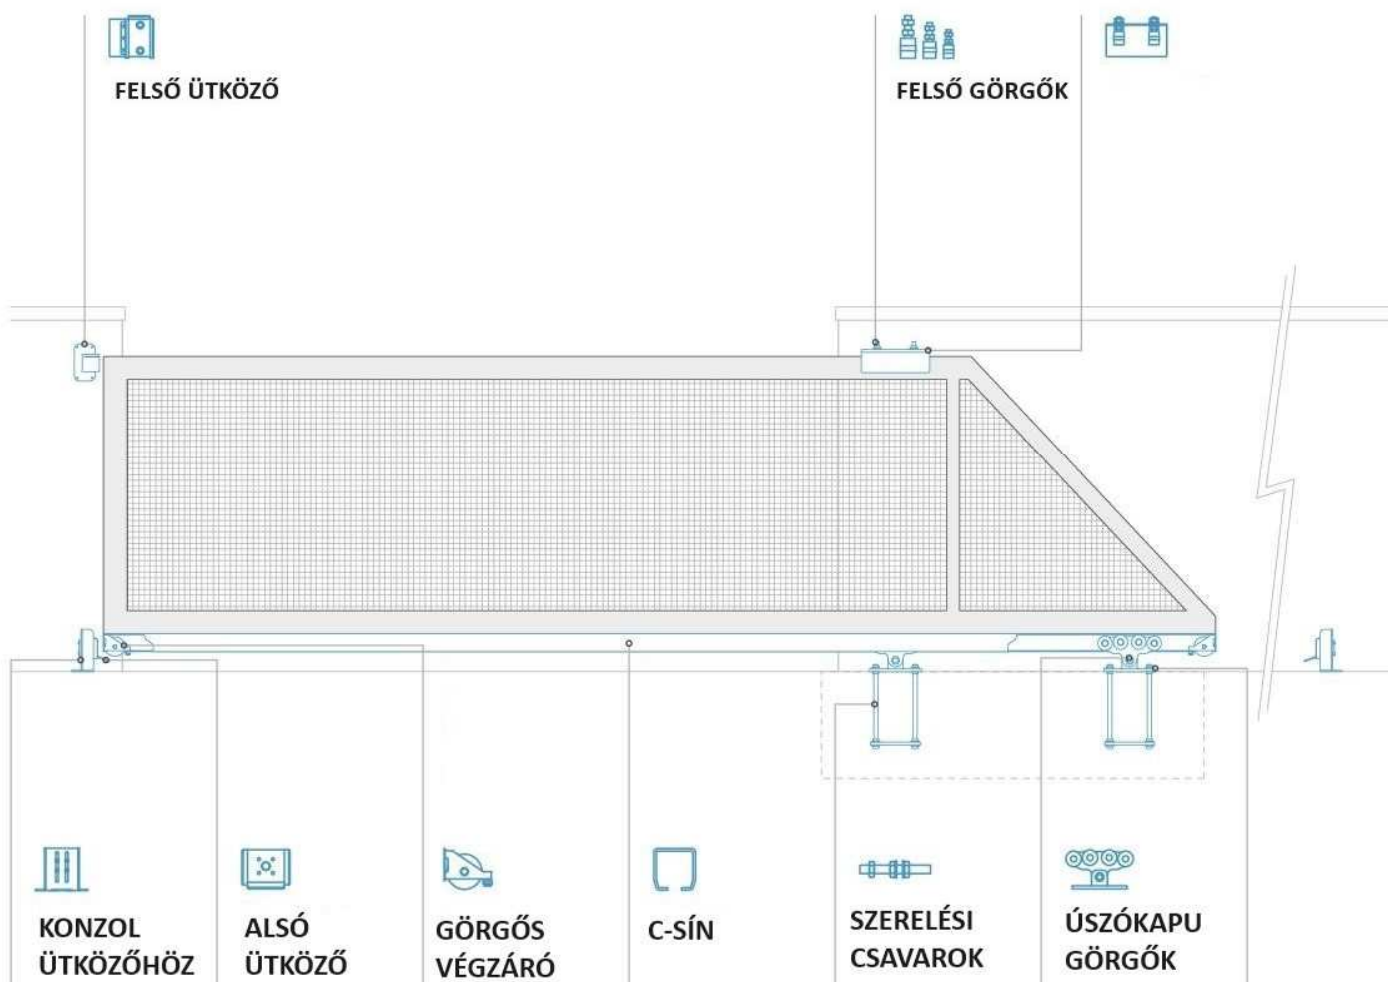 FELSŐ ÜTKÖZŐ
FELSŐ GÖRGŐK
KONZOL
ÜTKÖZŐHÖZ
ALSÓ
ÜTKÖZŐ
GÖRGŐS
VÉGZÁRÓ
C-SÍN
SZERELÉSI
CSAVAROK
ÚSZÓKAPU
GÖRGŐK